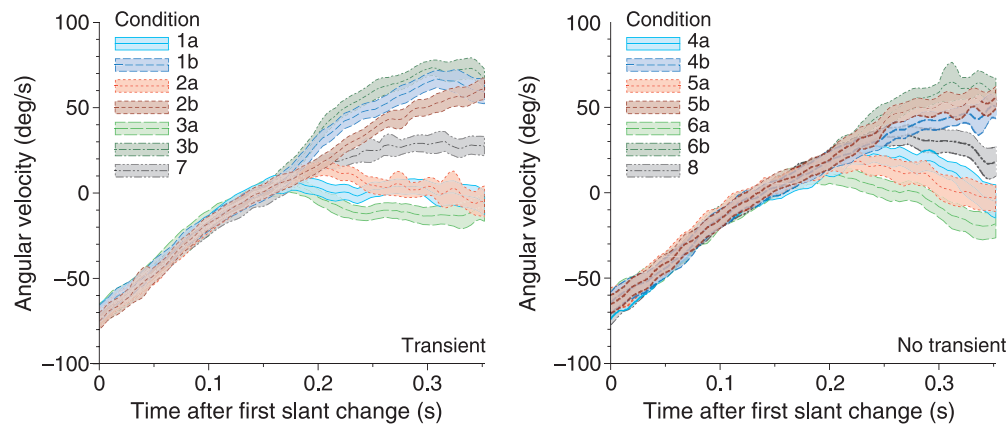 100
50
0
−50
−100
Angular velocity (deg/s)
Condition
1a
1b
2a
2b
3a
3b
7
Transient
0
0.1
0.2
0.3
Time after first slant change (s)
100
50
0
−50
−100
Angular velocity (deg/s)
Condition
4a
4b
5a
5b
6a
6b
8
No transient
0
0.1
0.2
0.3
Time after first slant change (s)